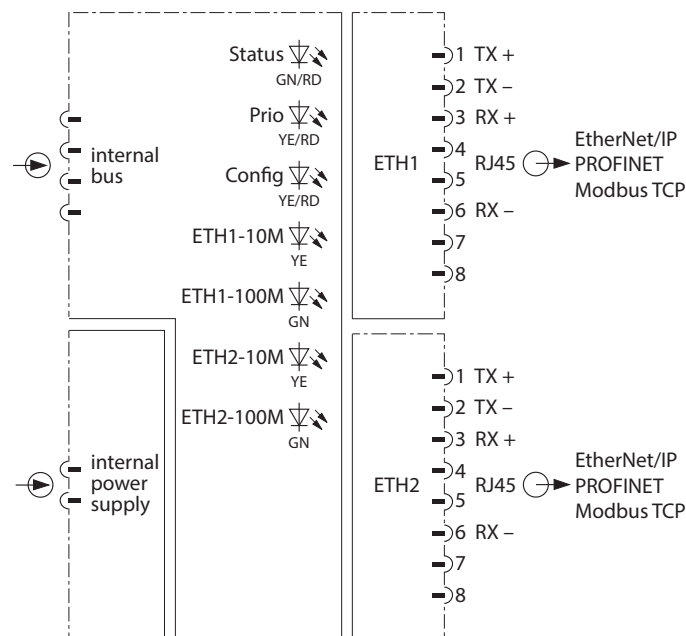 Status
GN/RD
Prio
YE/RD
Config
YE/RD
ETH1-10M
YE
ETH1-100M
GN
ETH2-10M
YE
ETH2-100M
GN
internal
bus
internal
power
supply
ETH1
1 TX +
2 TX –
3 RX +
4
RJ45
5
6 RX –
7
8
EtherNet/IP
PROFINET
Modbus TCP
ETH2
1 TX +
2 TX –
3 RX +
4
RJ45
5
6 RX –
7
8
EtherNet/IP
PROFINET
Modbus TCP